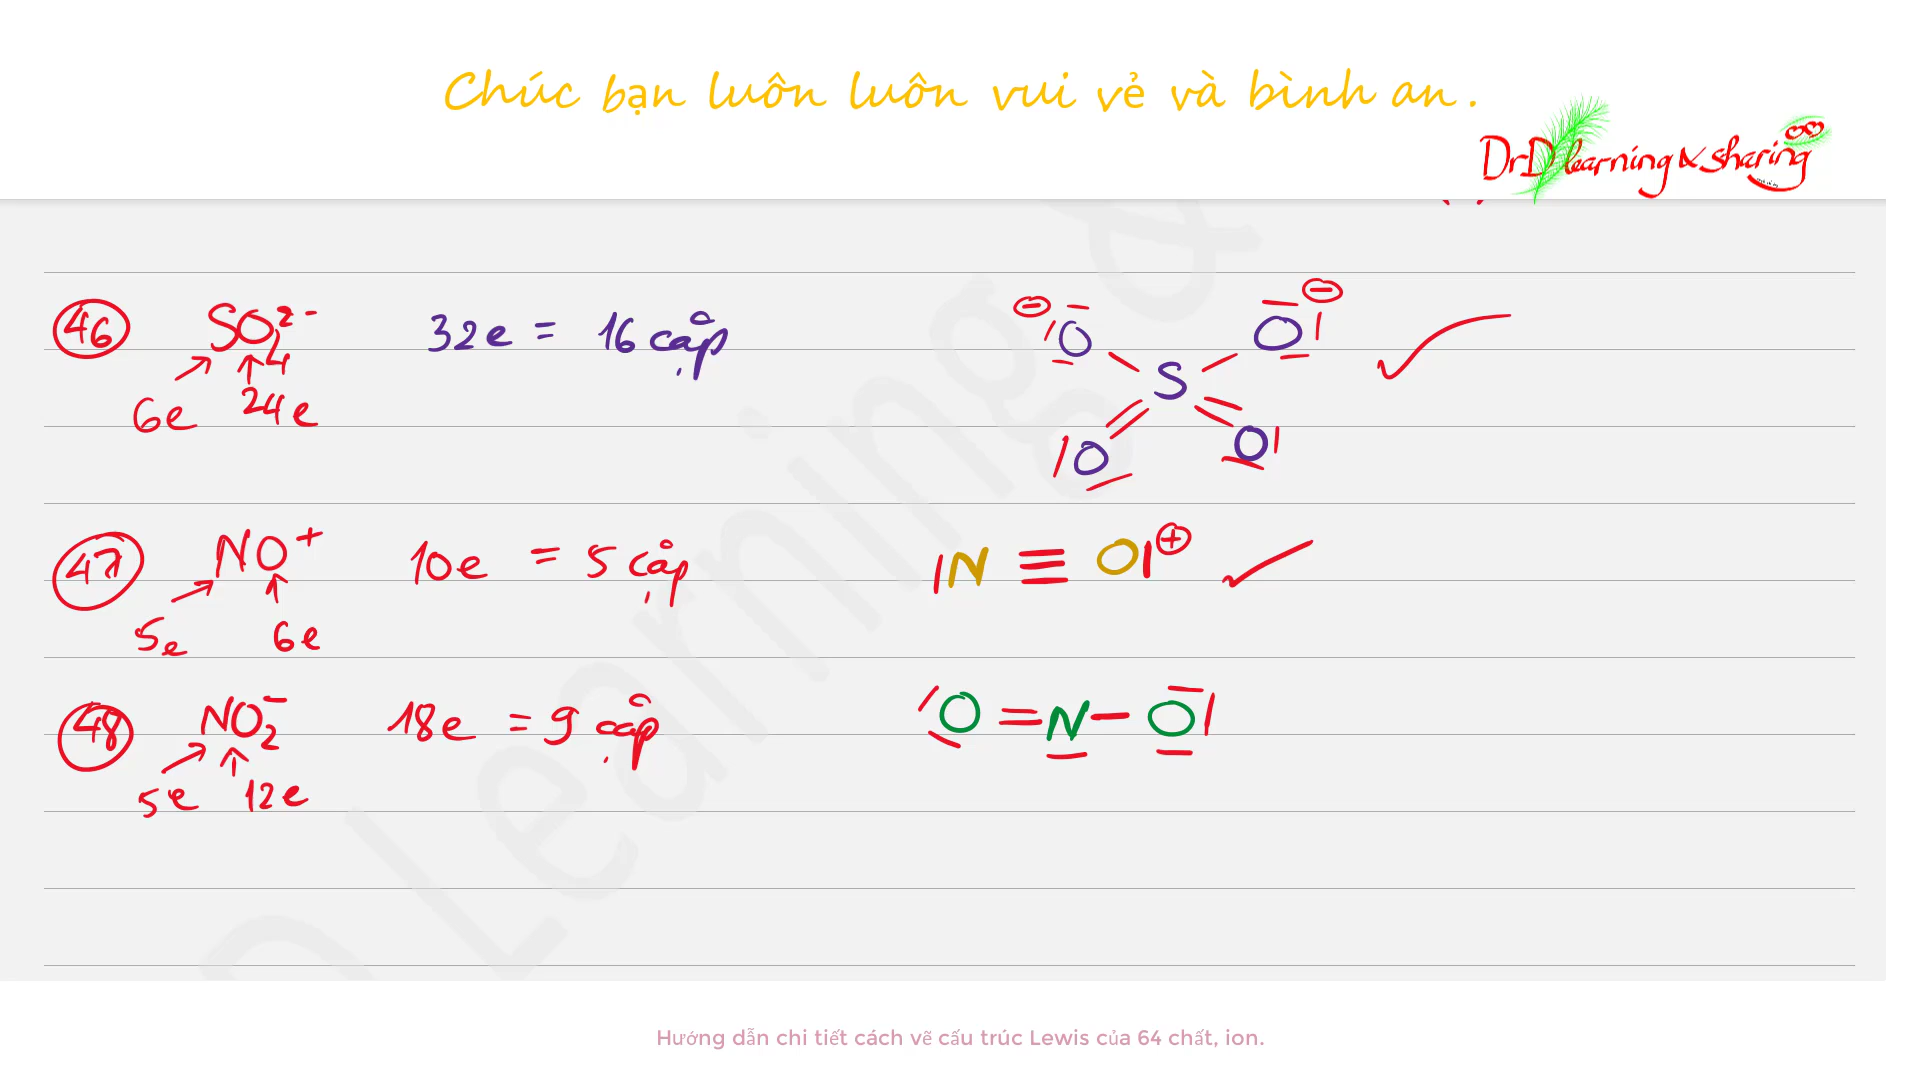 Chúc bạn luôn luôn vui vẻ và bình an.
DrD learning & sharing
46 SO₄²⁻ 32e = 16 cặp
6e 24e
⊖ ⊖
|O O|
S
|O O|
47 NO⁺ 10e = 5 cặp |N ≡ O|⊕
5e 6e
48 NO₂⁻ 18e = 9 cặp |O = N – O|
5e 12e
D Learning &
Hướng dẫn chi tiết cách vẽ cấu trúc Lewis của 64 chất, ion.